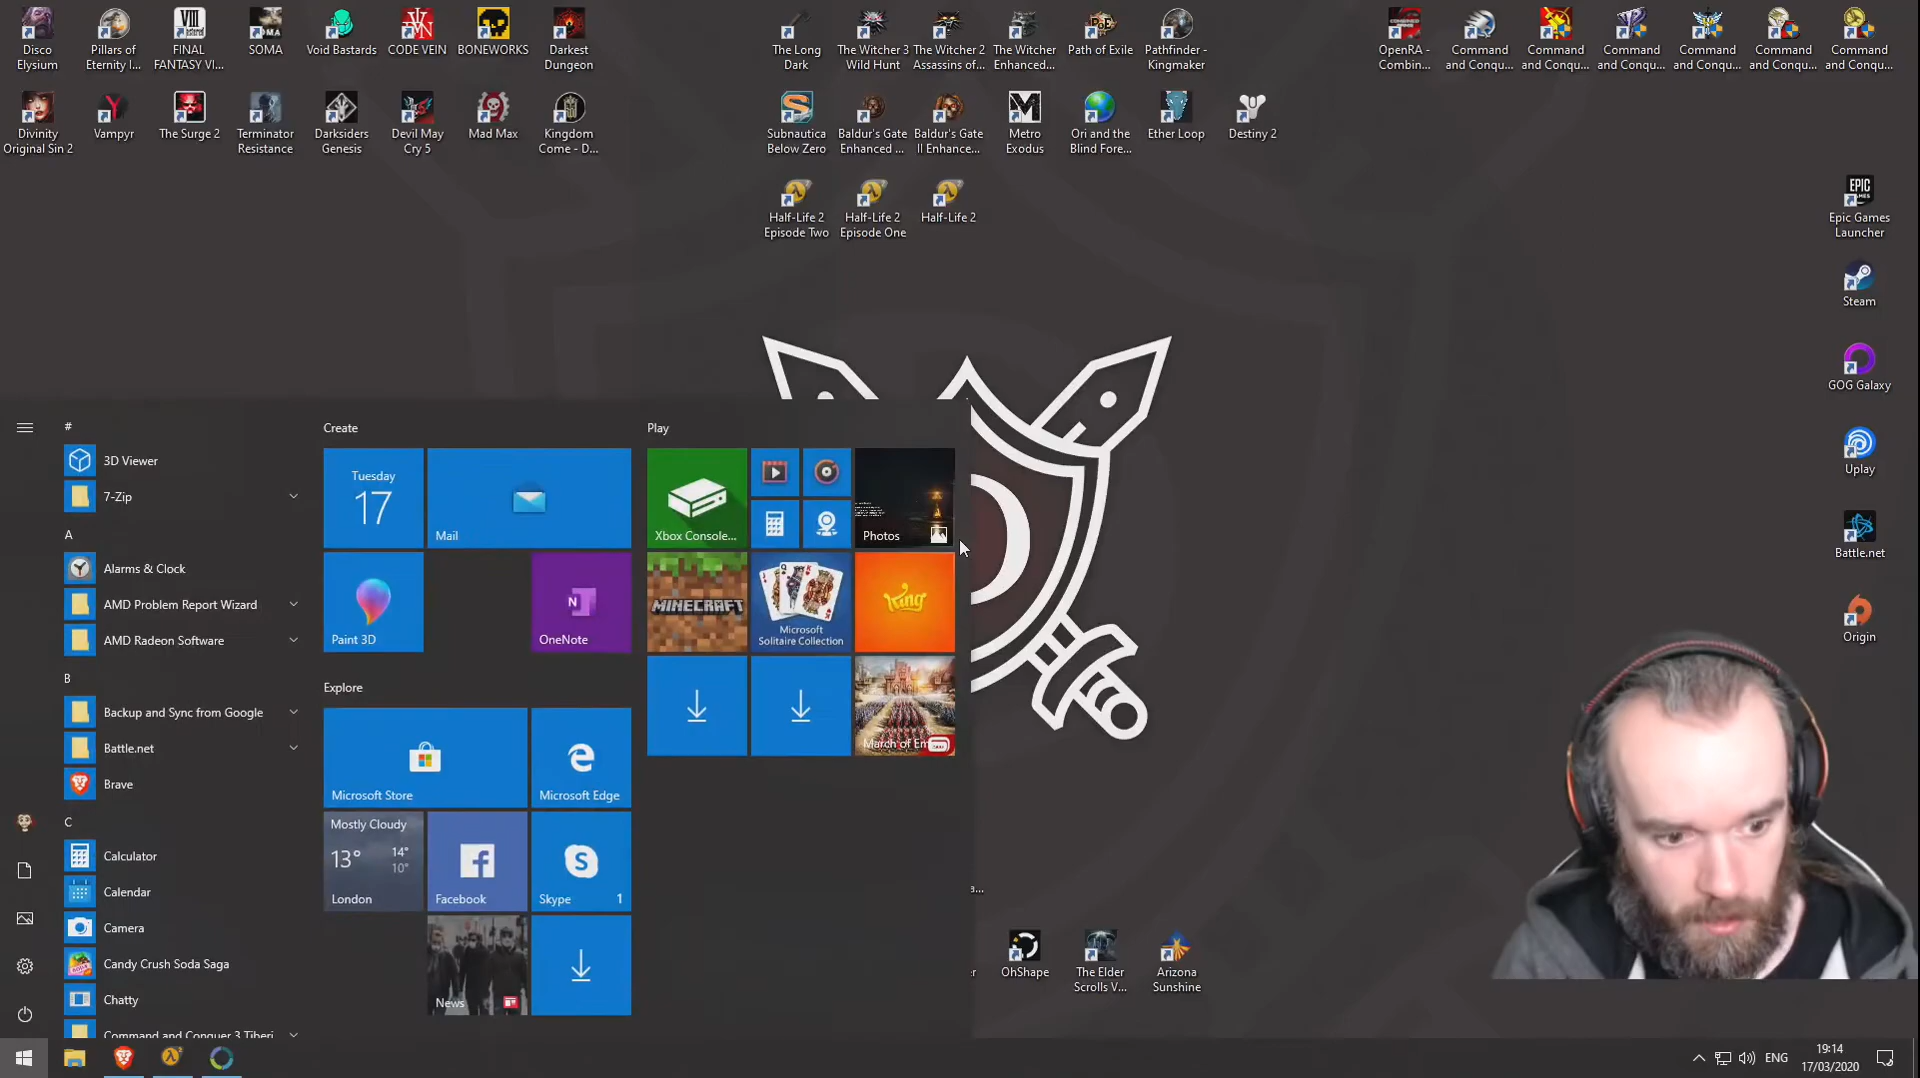 Disco
Elysium
Pillars of
Eternity I...
FINAL
FANTASY VI...
SOMA
Void Bastards
CODE VEIN
BONEWORKS
Darkest
Dungeon
The Long
Dark
The Witcher 3
Wild Hunt
The Witcher 2
Assassins of...
The Witcher
Enhanced...
Path of Exile
Pathfinder -
Kingmaker
OpenRA -
Combin...
Command
and Conqu...
Command
and Conqu...
Command
and Conqu...
Command
and Conqu...
Command
and Conqu...
Command
and Conqu...
Divinity
Original Sin 2
Vampyr
The Surge 2
Terminator
Resistance
Darksiders
Genesis
Devil May
Cry 5
Mad Max
Kingdom
Come - D...
Subnautica
Below Zero
Baldur's Gate
Enhanced ...
Baldur's Gate
II Enhance...
Metro
Exodus
Ori and the
Blind Fore...
Ether Loop
Destiny 2
Half-Life 2
Episode Two
Half-Life 2
Episode One
Half-Life 2
Epic Games
Launcher
Steam
GOG Galaxy
Uplay
Battle.net
Origin
#
3D Viewer
7-Zip
A
Alarms & Clock
AMD Problem Report Wizard
AMD Radeon Software
B
Backup and Sync from Google
Battle.net
Brave
C
Calculator
Calendar
Camera
Candy Crush Soda Saga
Chatty
Command and Conquer 3 Tiberi
Create
Tuesday
17
Mail
Paint 3D
OneNote
Explore
Microsoft Store
Microsoft Edge
Mostly Cloudy
13° 14°
10°
London
Facebook
Skype 1
News
Play
Xbox Console...
Photos
MINECRAFT
Microsoft
Solitaire Collection
King
March of Em
a...
er
OhShape
The Elder
Scrolls V...
Arizona
Sunshine
ENG
19:14
17/03/2020